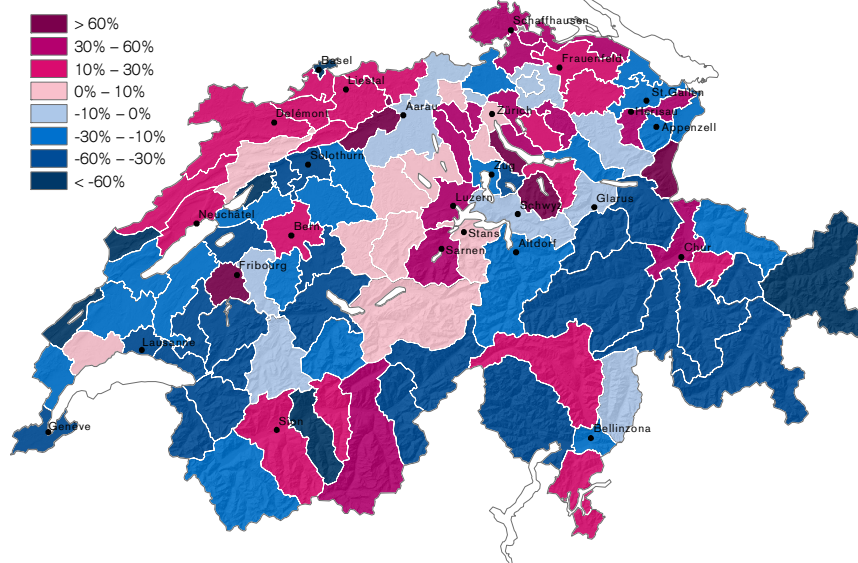 > 60%
30% – 60%
10% – 30%
0% – 10%
-10% – 0%
-30% – -10%
-60% – -30%
< -60%
Schaffhausen
Basel
Frauenfeld
Liestal
St.Gallen
Aarau
Zürich
Herisau
Delémont
Appenzell
Solothurn
Zug
Luzern
Schwyz
Glarus
Neuchâtel
Bern
Stans
Sarnen
Altdorf
Chur
Fribourg
Lausanne
Sion
Genève
Bellinzona